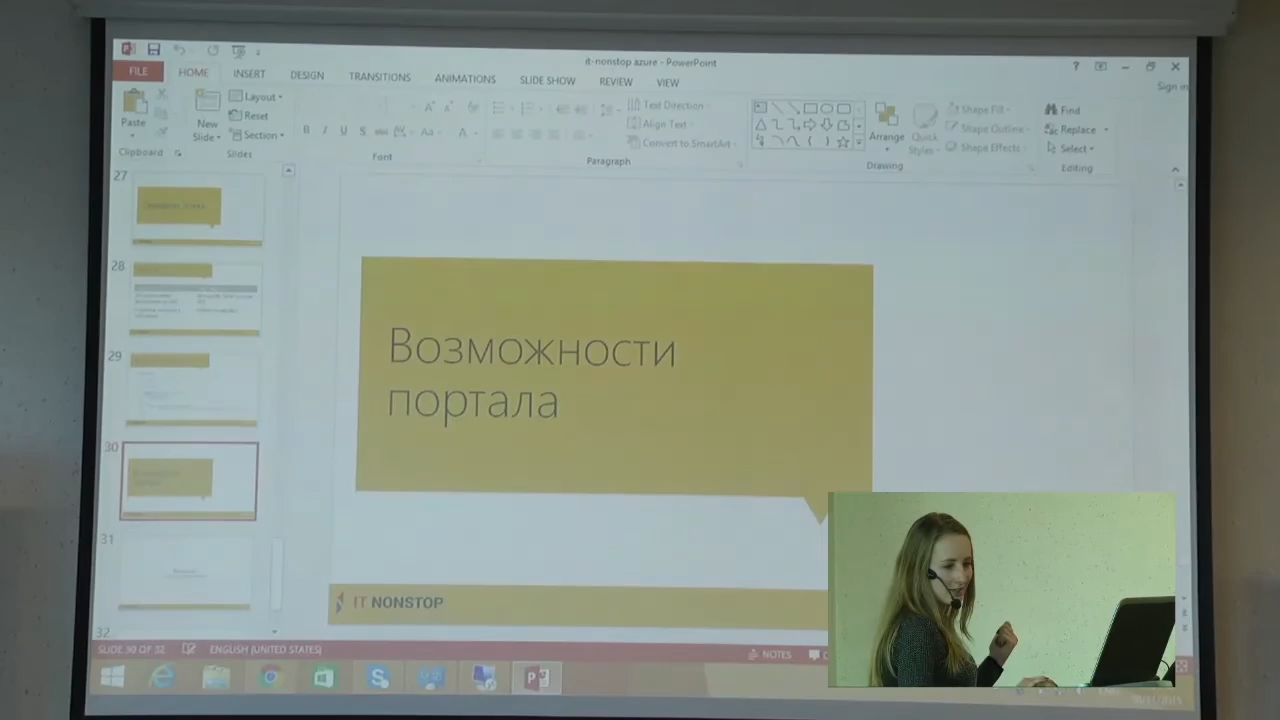 it-nonstop azure - PowerPoint
?
Sign in
FILE HOME INSERT DESIGN TRANSITIONS ANIMATIONS SLIDE SHOW REVIEW VIEW
Paste
Clipboard
New
Slide
Layout
Reset
Section
Slides
B I U S abc Aa A
Font
Text Direction
Align Text
Convert to SmartArt
Paragraph
Arrange
Quick
Styles
Shape Fill
Shape Outline
Shape Effects
Drawing
Find
Replace
Select
Editing
27
28
29
30
31
32
Возможности
портала
IT NONSTOP
SLIDE 30 OF 32 ENGLISH (UNITED STATES)
NOTES